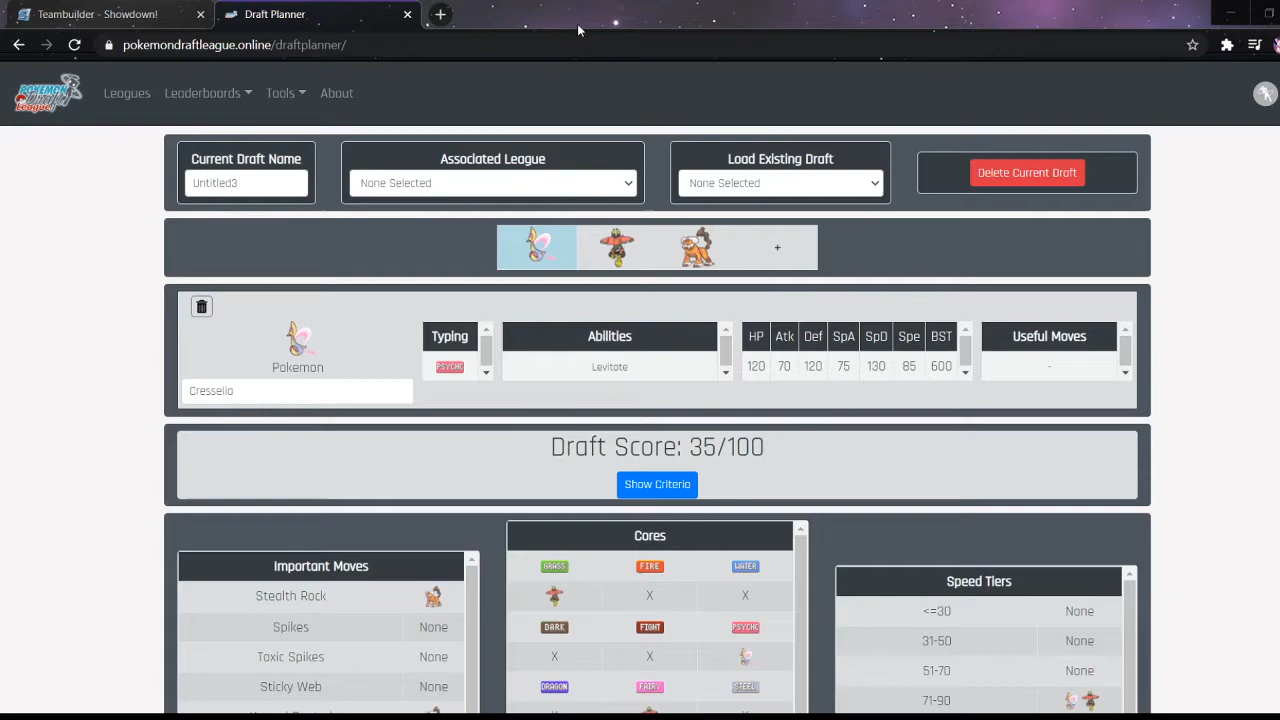 Teambuilder - Showdown!
Draft Planner
pokemondraftleague.online/draftplanner/
Leagues Leaderboards Tools About
Current Draft Name Associated League Load Existing Draft
Untitled3 None Selected None Selected Delete Current Draft
+
Typing Abilities HP Atk Def SpA SpD Spe BST Useful Moves
Pokemon PSYCHC Levitate 120 70 120 75 130 85 600 -
Cresselia
Draft Score: 35/100
Show Criteria
Cores
Important Moves GRASS FIRE WATER Speed Tiers
Stealth Rock X X <=30 None
Spikes None DARK FIGHT PSYCHC 31-50 None
Toxic Spikes None X X 51-70 None
Sticky Web None DRAGON FAIRY STEEL 71-90